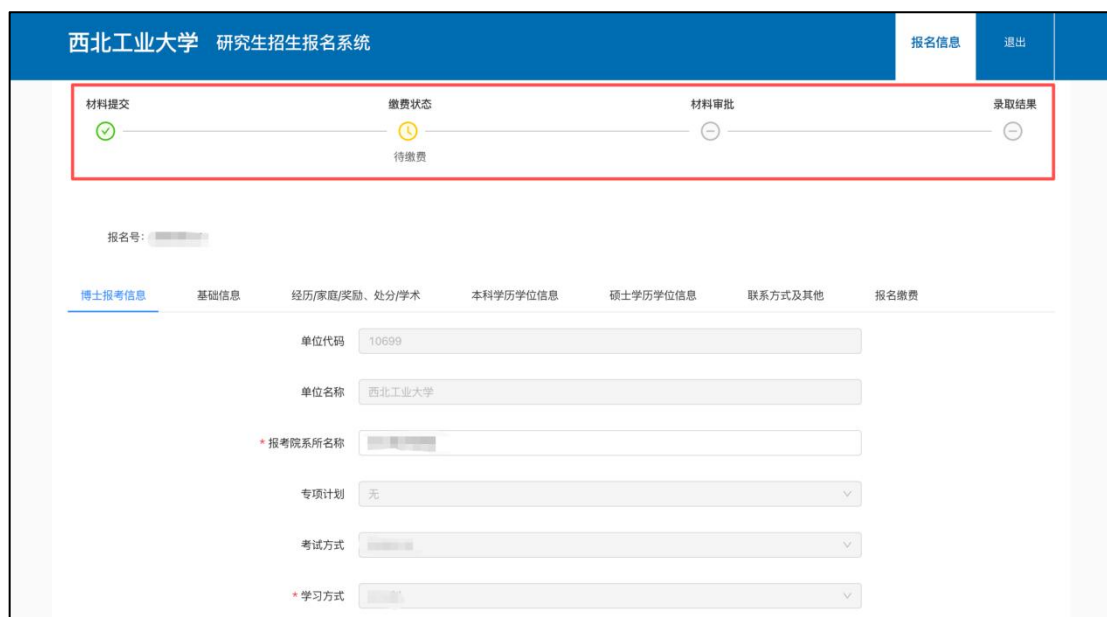 西北工业大学 研究生招生报名系统 报名信息 退出
材料提交 缴费状态 材料审批 录取结果
待缴费
报名号:
博士报考信息 基础信息 经历/家庭/奖励、处分/学术 本科学历学位信息 硕士学历学位信息 联系方式及其他 报名缴费
单位代码 10699
单位名称 西北工业大学
* 报考院系所名称
专项计划 无
考试方式
* 学习方式